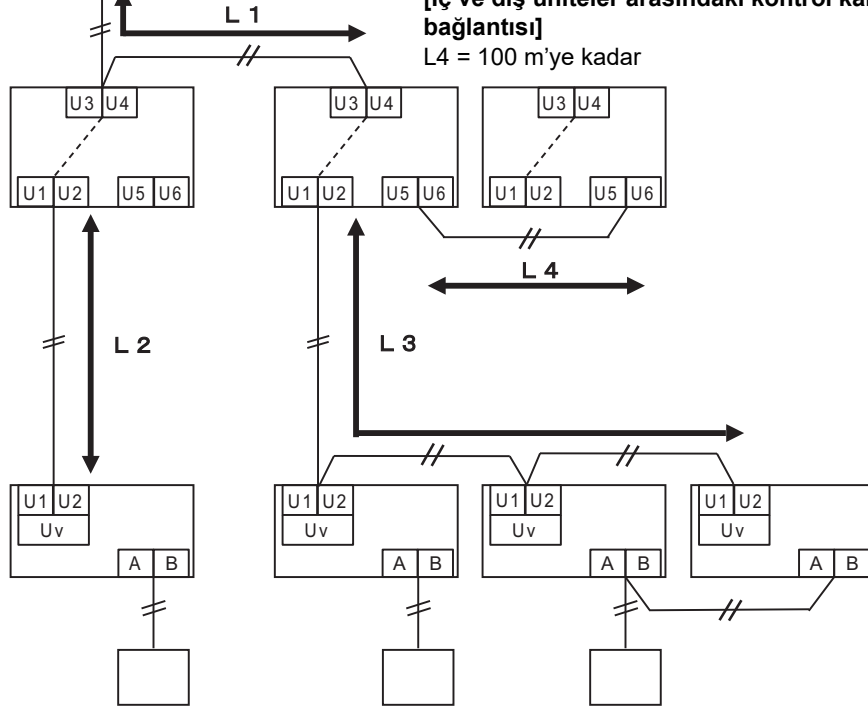 [İç ve dış üniteler arasındaki kontrol
bağlantısı]
L4 = 100 m’ye kadar
L 1
U3 U4 U3 U4 U3 U4
U1 U2 U5 U6 U1 U2 U5 U6 U1 U2 U5 U6
L 4
L 2 L 3
U1 U2 U1 U2 U1 U2 U1 U2
Uv Uv Uv Uv
A B A B A B A B